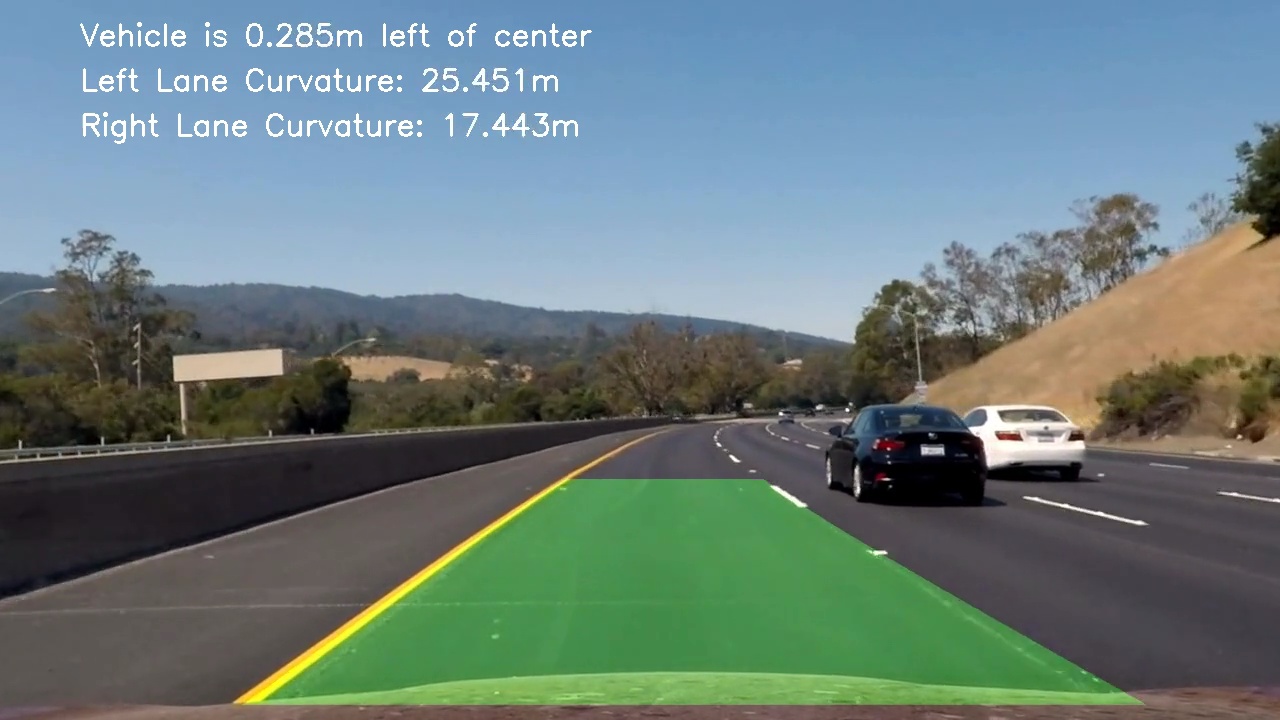 Vehicle is 0.285m left of center
Left Lane Curvature: 25.451m
Right Lane Curvature: 17.443m